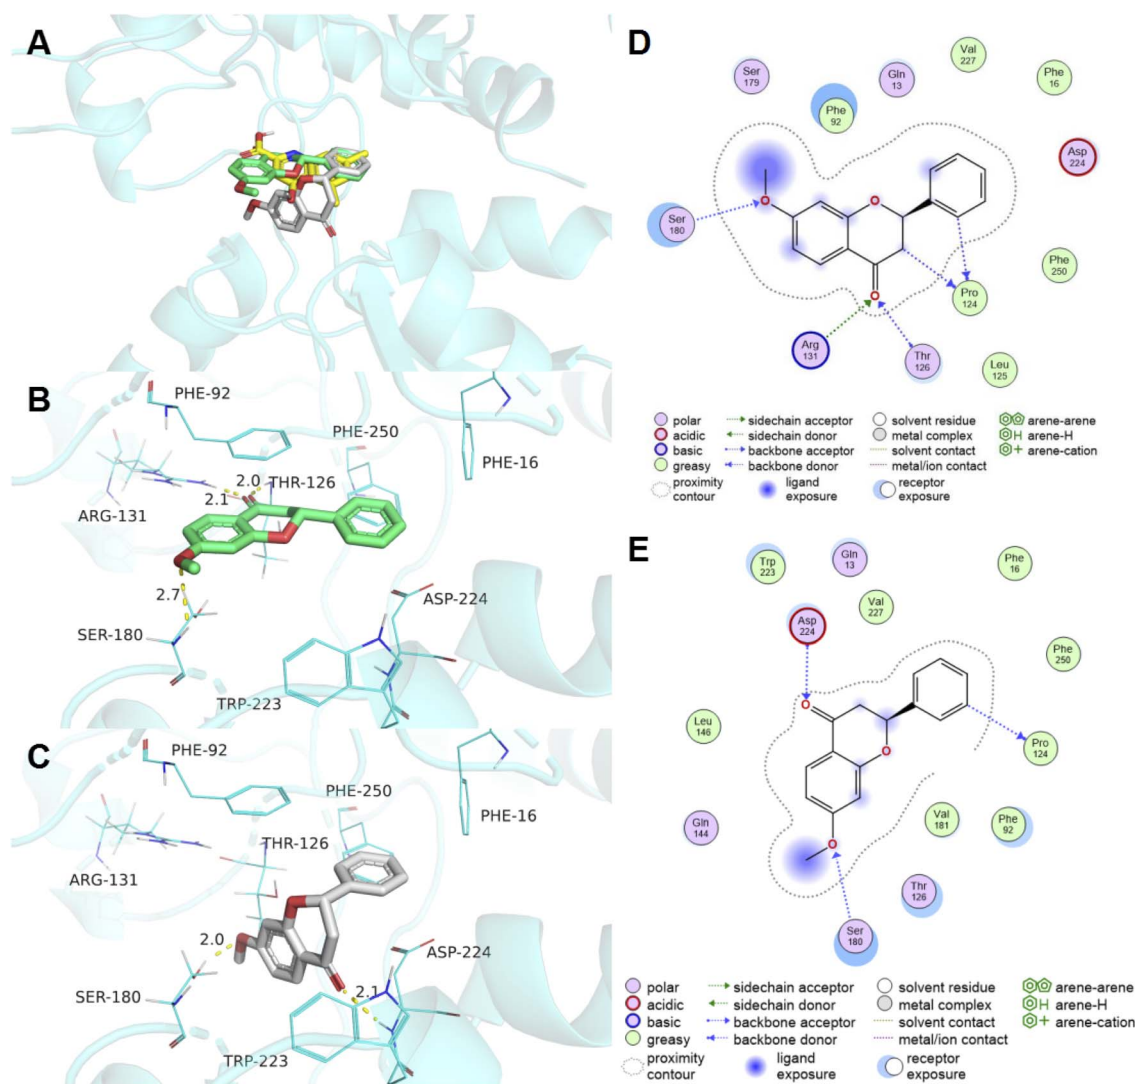 A
B
PHE-92
PHE-250
PHE-16
2.0
THR-126
2.1
ARG-131
2.7
ASP-224
SER-180
TRP-223
C
PHE-92
PHE-250
PHE-16
THR-126
ARG-131
2.0
ASP-224
2.1
SER-180
TRP-223
D
Val
227
Ser
179
Gln
13
Phe
16
Phe
92
Asp
224
O
O
Ser
180
Phe
250
Pro
124
O
Arg
131
Thr
126
Leu
125
polar sidechain acceptor solvent residue arene-arene
acidic sidechain donor metal complex H arene-H
basic backbone acceptor solvent contact + arene-cation
greasy backbone donor metal/ion contact
proximity contour ligand exposure receptor exposure
E
Trp
223
Gln
13
Phe
16
Val
227
Asp
224
Phe
250
O
Leu
146
Pro
124
O
Gln
144
Val
181
Phe
92
O
Thr
126
Ser
180
polar sidechain acceptor solvent residue arene-arene
acidic sidechain donor metal complex H arene-H
basic backbone acceptor solvent contact + arene-cation
greasy backbone donor metal/ion contact
proximity contour ligand exposure receptor exposure